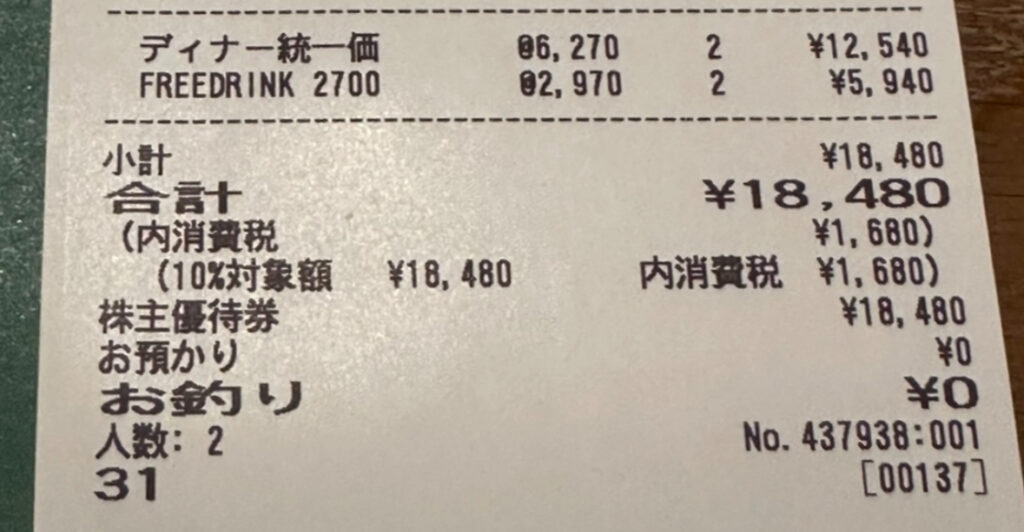 ディナー統一価 @6,270 2 ¥12,540
FREEDRINK 2700 @2,970 2 ¥5,940
小計 ¥18,480
合計 ¥18,480
(内消費税 ¥1,680)
(10%対象額 ¥18,480 内消費税 ¥1,680)
株主優待券 ¥18,480
お預かり ¥0
お釣り ¥0
人数: 2 No. 437938:001
31 [00137]